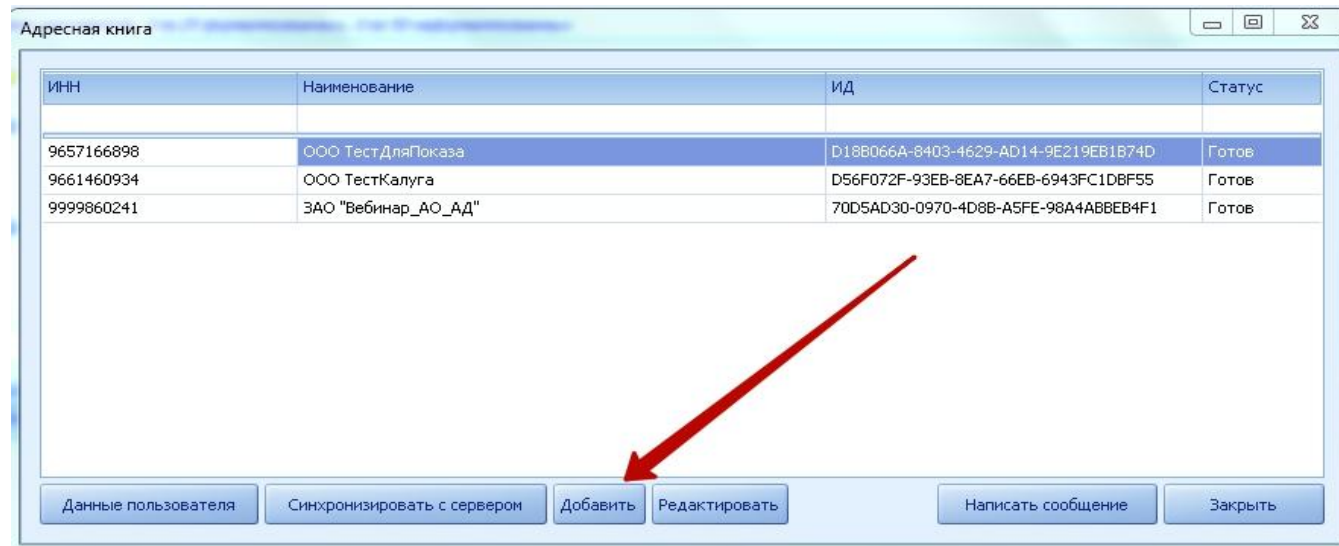 Адресная книга
ИНН Наименование ИД Статус
9657166898 ООО ТестДляПоказа D18B066A-8403-4629-AD14-9E219EB1B74D Готов
9661460934 ООО ТестКалуга D56F072F-93EB-8EA7-66EB-6943FC1DBF55 Готов
9999860241 ЗАО "Вебинар_АО_АД" 70D5AD30-0970-4D8B-A5FE-98A4ABBEB4F1 Готов
Данные пользователя Синхронизировать с сервером Добавить Редактировать Написать сообщение Закрыть